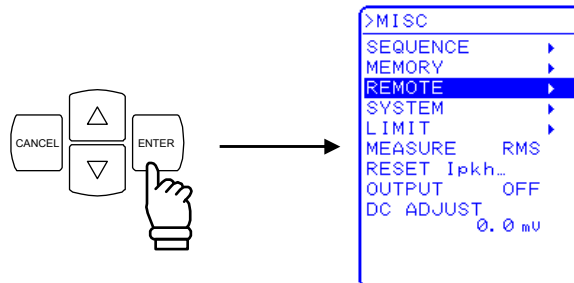 CANCEL
ENTER
>MISC
SEQUENCE
MEMORY
REMOTE
SYSTEM
LIMIT
MEASURE RMS
RESET Ipkh…
OUTPUT OFF
DC ADJUST
0.0 mV